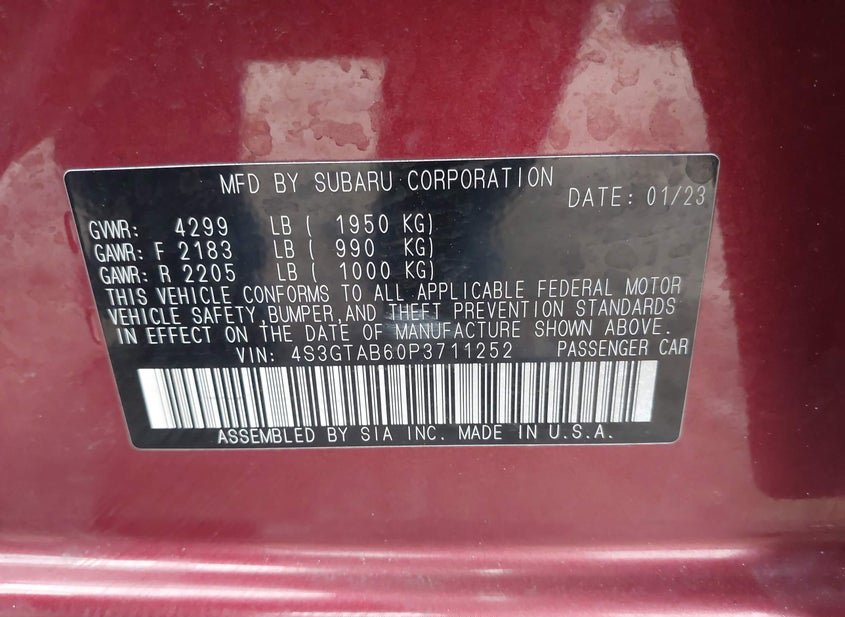 MFD BY SUBARU CORPORATION
DATE: 01/23
GVWR: 4299 LB ( 1950 KG)
GAWR: F 2183 LB ( 990 KG)
GAWR: R 2205 LB ( 1000 KG)
THIS VEHICLE CONFORMS TO ALL APPLICABLE FEDERAL MOTOR
VEHICLE SAFETY, BUMPER, AND THEFT PREVENTION STANDARDS
IN EFFECT ON THE DATE OF MANUFACTURE SHOWN ABOVE.
VIN: 4S3GTAB60P3711252 PASSENGER CAR
ASSEMBLED BY SIA INC. MADE IN U.S.A.